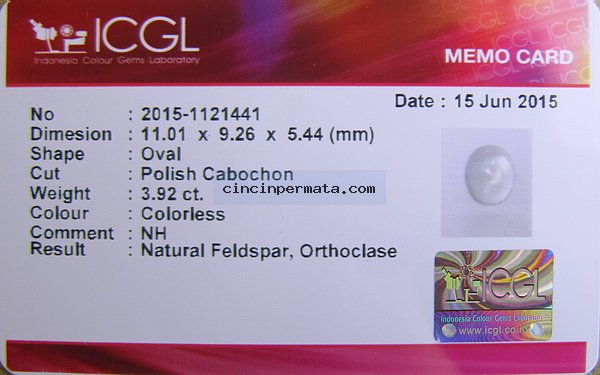 ICGL
Indonesia Colour Gems Laboratory
MEMO CARD
Date : 15 Jun 2015
No : 2015-1121441
Dimesion : 11.01 x 9.26 x 5.44 (mm)
Shape : Oval
Cut : Polish Cabochon
Weight : 3.92 ct.
cincinpermata.com
Colour : Colorless
Comment : NH
Result : Natural Feldspar, Orthoclase
ICGL
Indonesia Colour Gems Laboratory
www.icgl.co.id